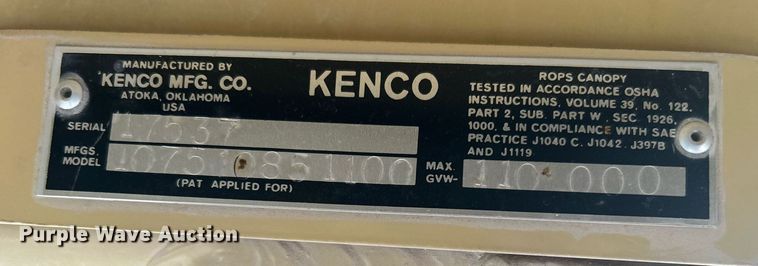 MANUFACTURED BY
KENCO MFG. CO.
ATOKA, OKLAHOMA
USA
KENCO
ROPS CANOPY
TESTED IN ACCORDANCE OSHA
INSTRUCTIONS, VOLUME 39, No. 122,
PART 2, SUB. PART W, SEC 1926,
1000, & IN COMPLIANCE WITH SAE
PRACTICE J1040 C, J1042, J397B
AND J1119
SERIAL 17537
MFGS. MODEL 1100
MAX. GVW- 110 000
(PAT APPLIED FOR)
Purple Wave Auction